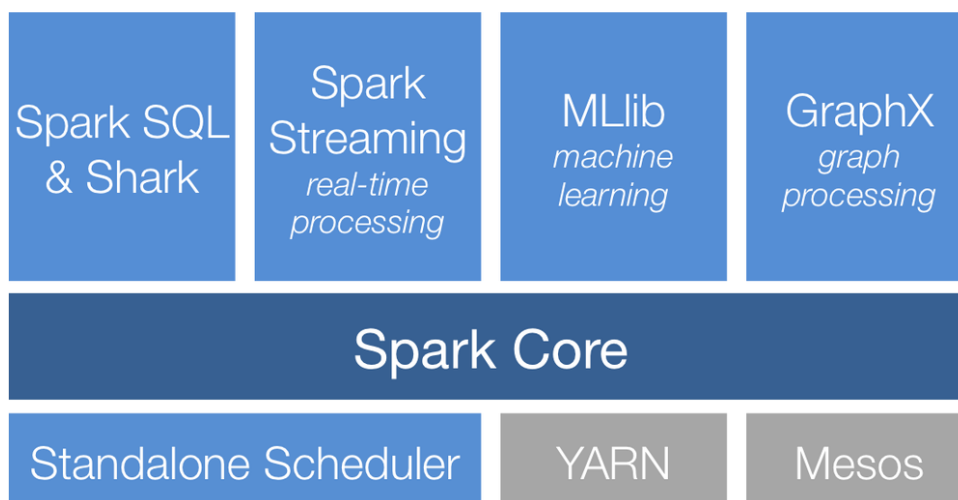 Spark SQL
& Shark
Spark
Streaming
real-time
processing
MLlib
machine
learning
GraphX
graph
processing
Spark Core
Standalone Scheduler
YARN
Mesos